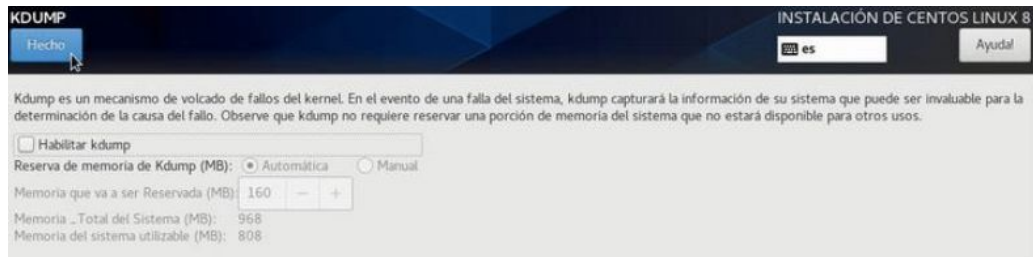 KDUMP
INSTALACIÓN DE CENTOS LINUX 8
Hecho
es
Ayuda!
Kdump es un mecanismo de volcado de fallos del kernel. En el evento de una falla del sistema, kdump capturará la información de su sistema que puede ser invaluable para la
determinación de la causa del fallo. Observe que kdump no requiere reservar una porción de memoria del sistema que no estará disponible para otros usos.
Habilitar kdump
Reserva de memoria de Kdump (MB): Automática Manual
Memoria que va a ser Reservada (MB): 160 − +
Memoria _Total del Sistema (MB): 968
Memoria del sistema utilizable (MB): 808